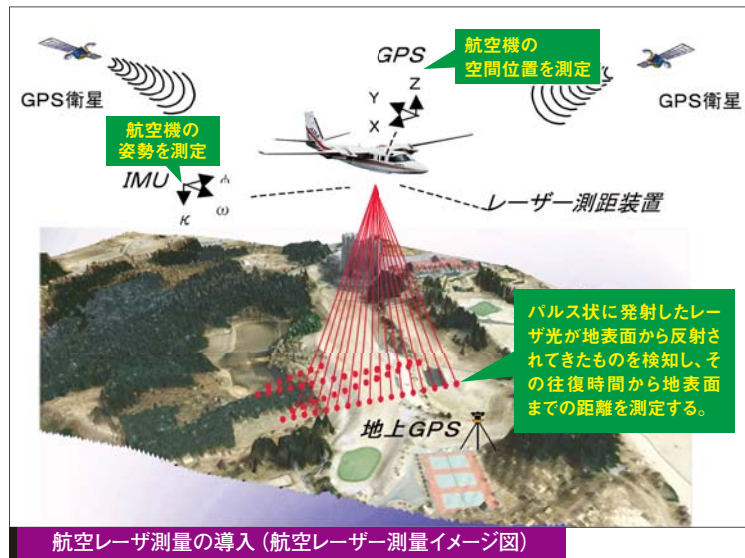 GPS
航空機の
空間位置を測定
Z
Y
X
GPS衛星
GPS衛星
航空機の
姿勢を測定
IMU
φ
ω
κ
レーザー測距装置
パルス状に発射したレー
ザ光が地表面から反射さ
れてきたものを検知し、そ
の往復時間から地表面
までの距離を測定する。
地上GPS
航空レーザ測量の導入（航空レーザー測量イメージ図）